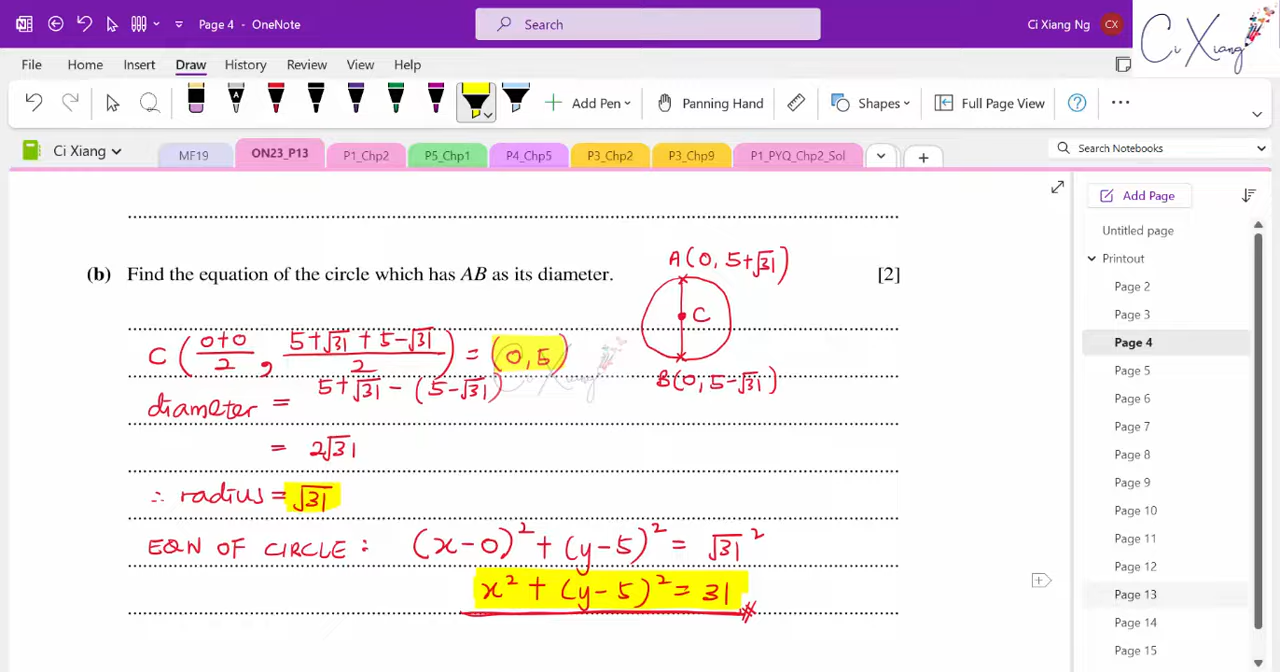 Page 4 - OneNote
Search
Ci Xiang Ng
CX
Ci Xiang
File Home Insert Draw History Review View Help
A
Add Pen
Panning Hand
Shapes
Full Page View
Ci Xiang
MF19
ON23_P13
P1_Chp2
P5_Chp1
P4_Chp5
P3_Chp2
P3_Chp9
P1_PYQ_Chp2_Sol
Search Notebooks
(b) Find the equation of the circle which has AB as its diameter. [2]
A(0, 5+√31)
C
B(0, 5-√31)
C ( (0+0)/2 , (5+√31+5-√31)/2 ) = (0,5)
Ci Xiang
diameter = 5+√31 - (5-√31)
= 2√31
∴ radius = √31
EQN OF CIRCLE : (x-0)² + (y-5)² = √31²
x² + (y-5)² = 31
Add Page
Untitled page
Printout
Page 2
Page 3
Page 4
Page 5
Page 6
Page 7
Page 8
Page 9
Page 10
Page 11
Page 12
Page 13
Page 14
Page 15